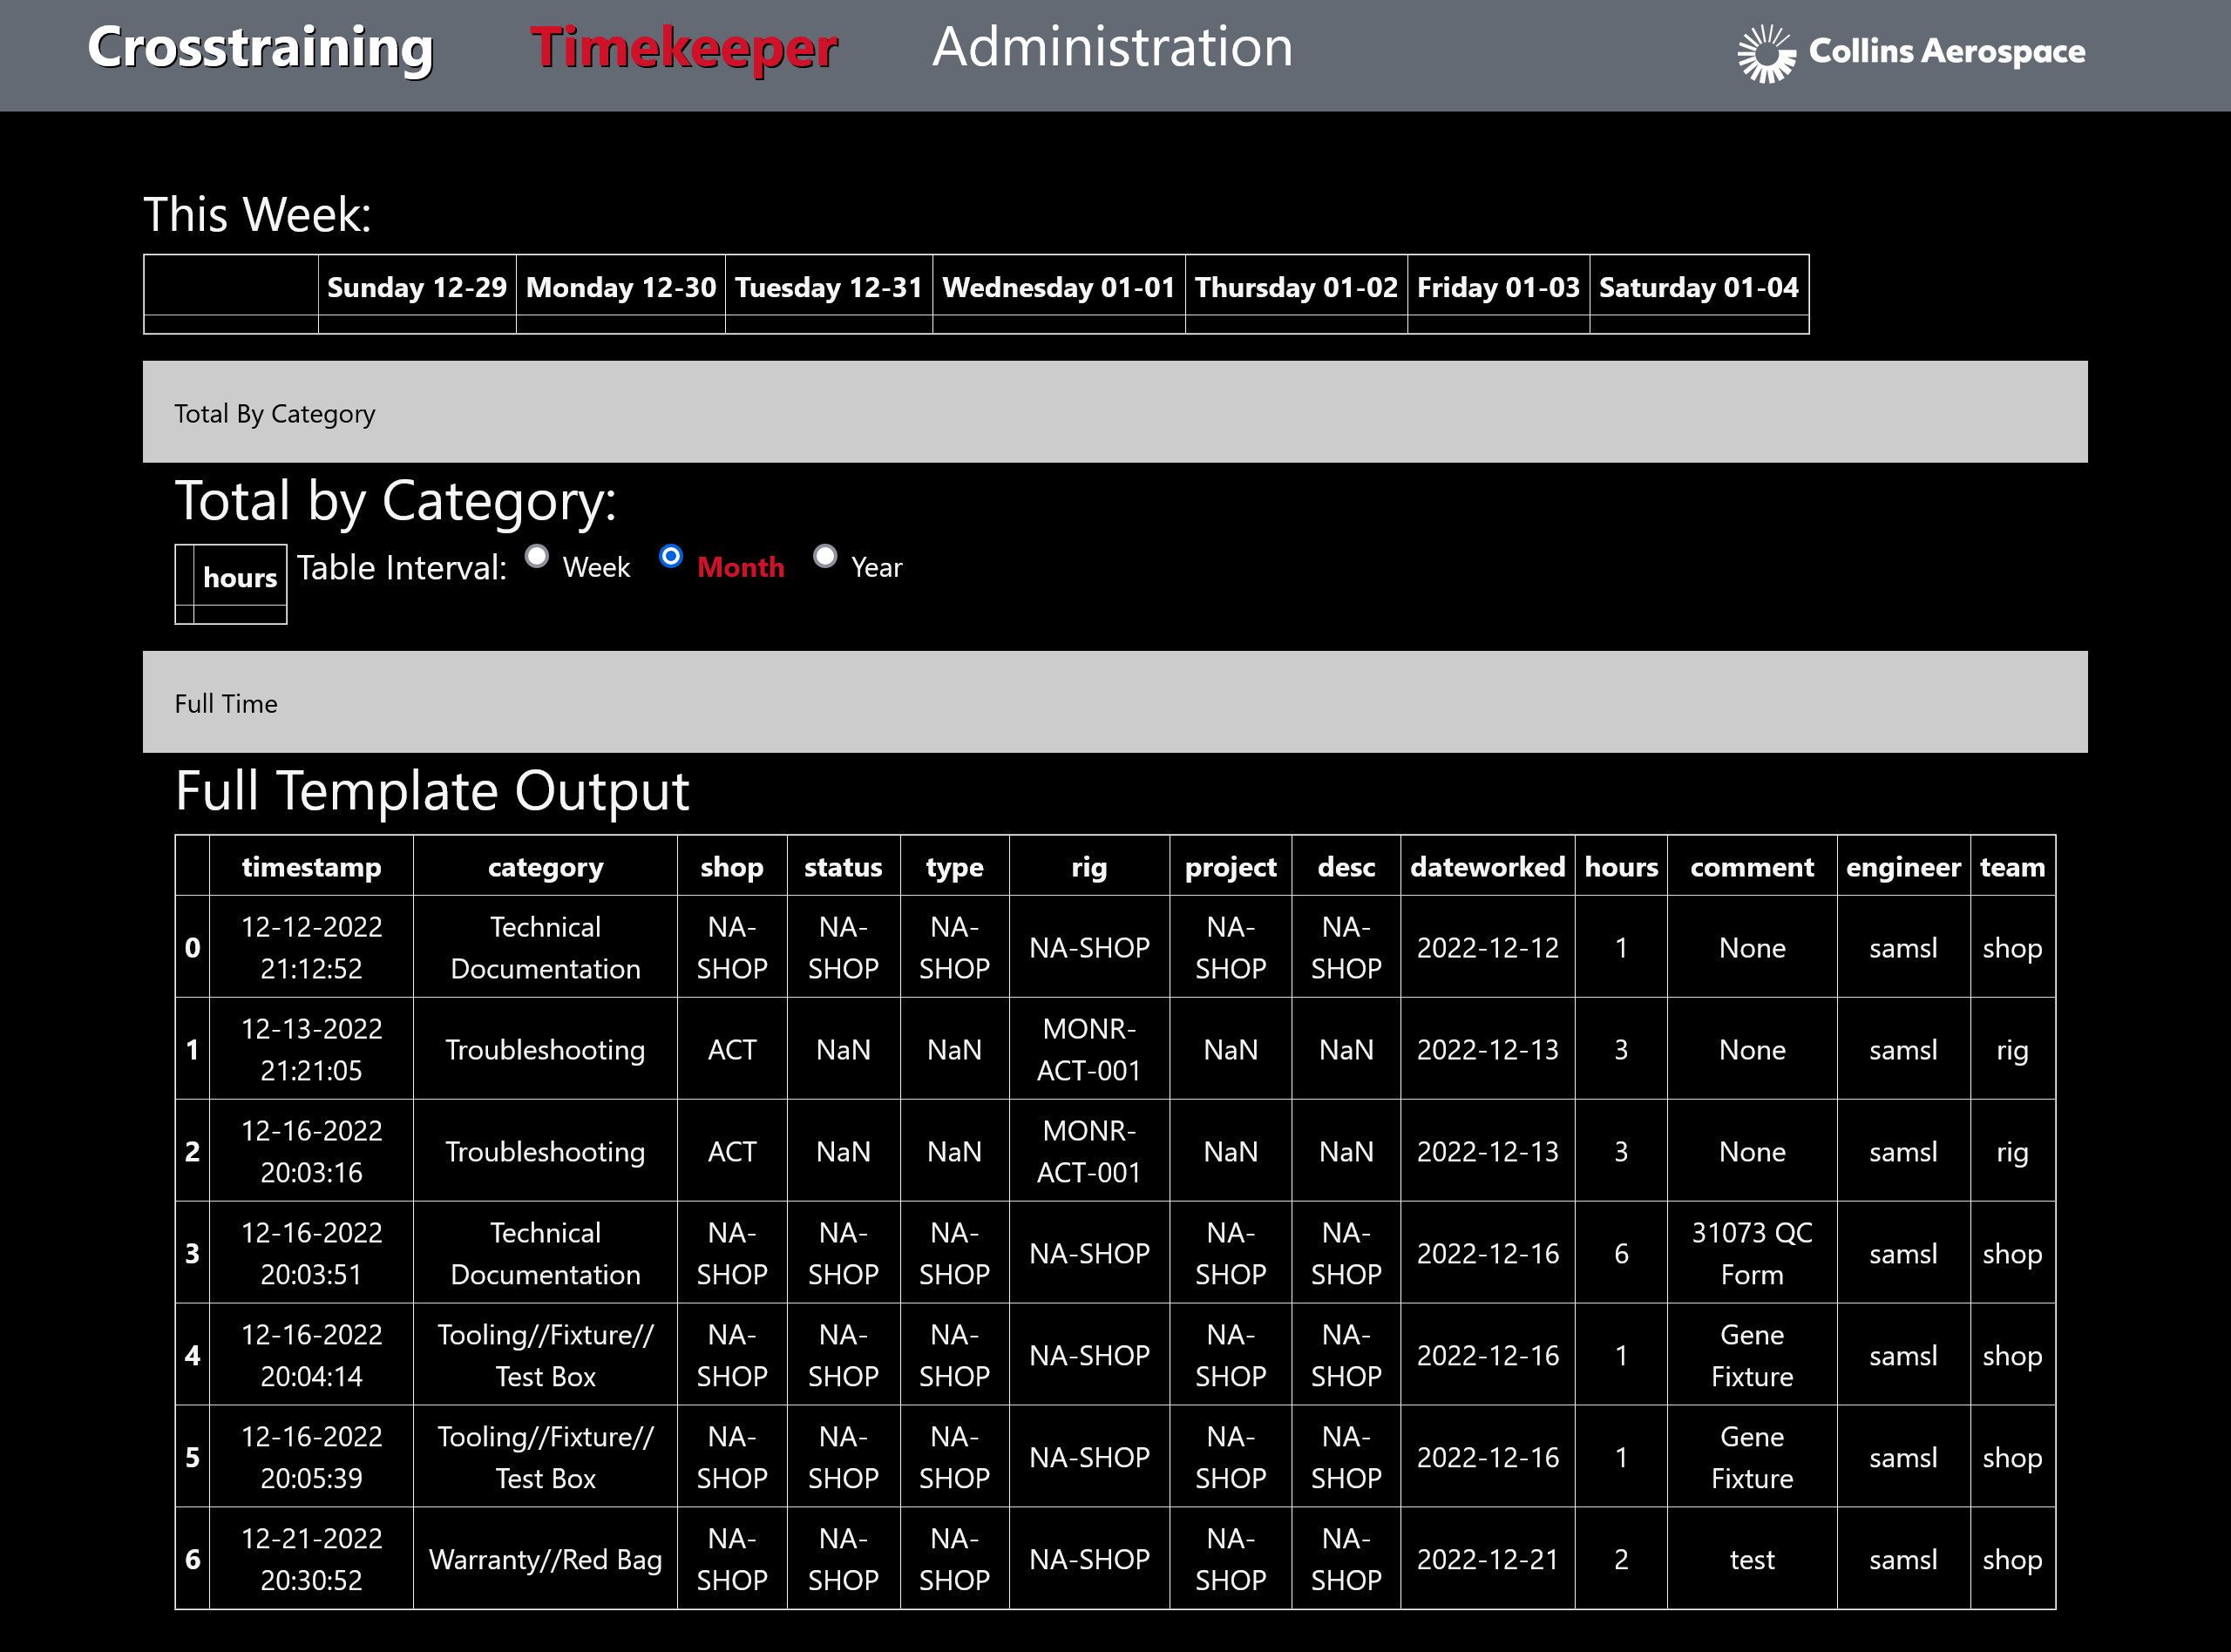 Crosstraining Timekeeper Administration Collins Aerospace
This Week:
Sunday 12-29 Monday 12-30 Tuesday 12-31 Wednesday 01-01 Thursday 01-02 Friday 01-03 Saturday 01-04
Total By Category
Total by Category:
hours Table Interval: Week Month Year
Full Time
Full Template Output
timestamp category shop status type rig project desc dateworked hours comment engineer team
0 12-12-2022 21:12:52 Technical Documentation NA-SHOP NA-SHOP NA-SHOP NA-SHOP NA-SHOP NA-SHOP 2022-12-12 1 None samsl shop
1 12-13-2022 21:21:05 Troubleshooting ACT NaN NaN MONR-ACT-001 NaN NaN 2022-12-13 3 None samsl rig
2 12-16-2022 20:03:16 Troubleshooting ACT NaN NaN MONR-ACT-001 NaN NaN 2022-12-13 3 None samsl rig
3 12-16-2022 20:03:51 Technical Documentation NA-SHOP NA-SHOP NA-SHOP NA-SHOP NA-SHOP NA-SHOP 2022-12-16 6 31073 QC Form samsl shop
4 12-16-2022 20:04:14 Tooling//Fixture//Test Box NA-SHOP NA-SHOP NA-SHOP NA-SHOP NA-SHOP NA-SHOP 2022-12-16 1 Gene Fixture samsl shop
5 12-16-2022 20:05:39 Tooling//Fixture//Test Box NA-SHOP NA-SHOP NA-SHOP NA-SHOP NA-SHOP NA-SHOP 2022-12-16 1 Gene Fixture samsl shop
6 12-21-2022 20:30:52 Warranty//Red Bag NA-SHOP NA-SHOP NA-SHOP NA-SHOP NA-SHOP NA-SHOP 2022-12-21 2 test samsl shop